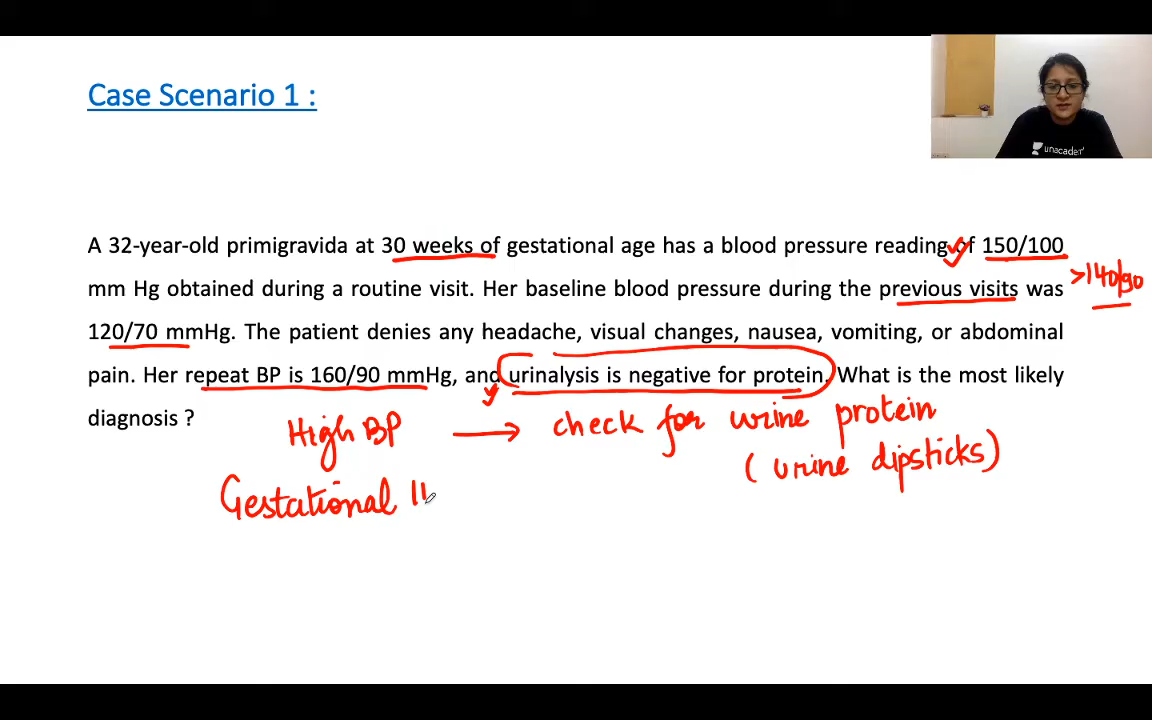 Case Scenario 1 :
unacademy
A 32-year-old primigravida at 30 weeks of gestational age has a blood pressure reading of 150/100
>140/90
mm Hg obtained during a routine visit. Her baseline blood pressure during the previous visits was
120/70 mmHg. The patient denies any headache, visual changes, nausea, vomiting, or abdominal
pain. Her repeat BP is 160/90 mmHg, and urinalysis is negative for protein. What is the most likely
diagnosis ?
High BP → check for urine protein
(urine dipsticks)
Gestational